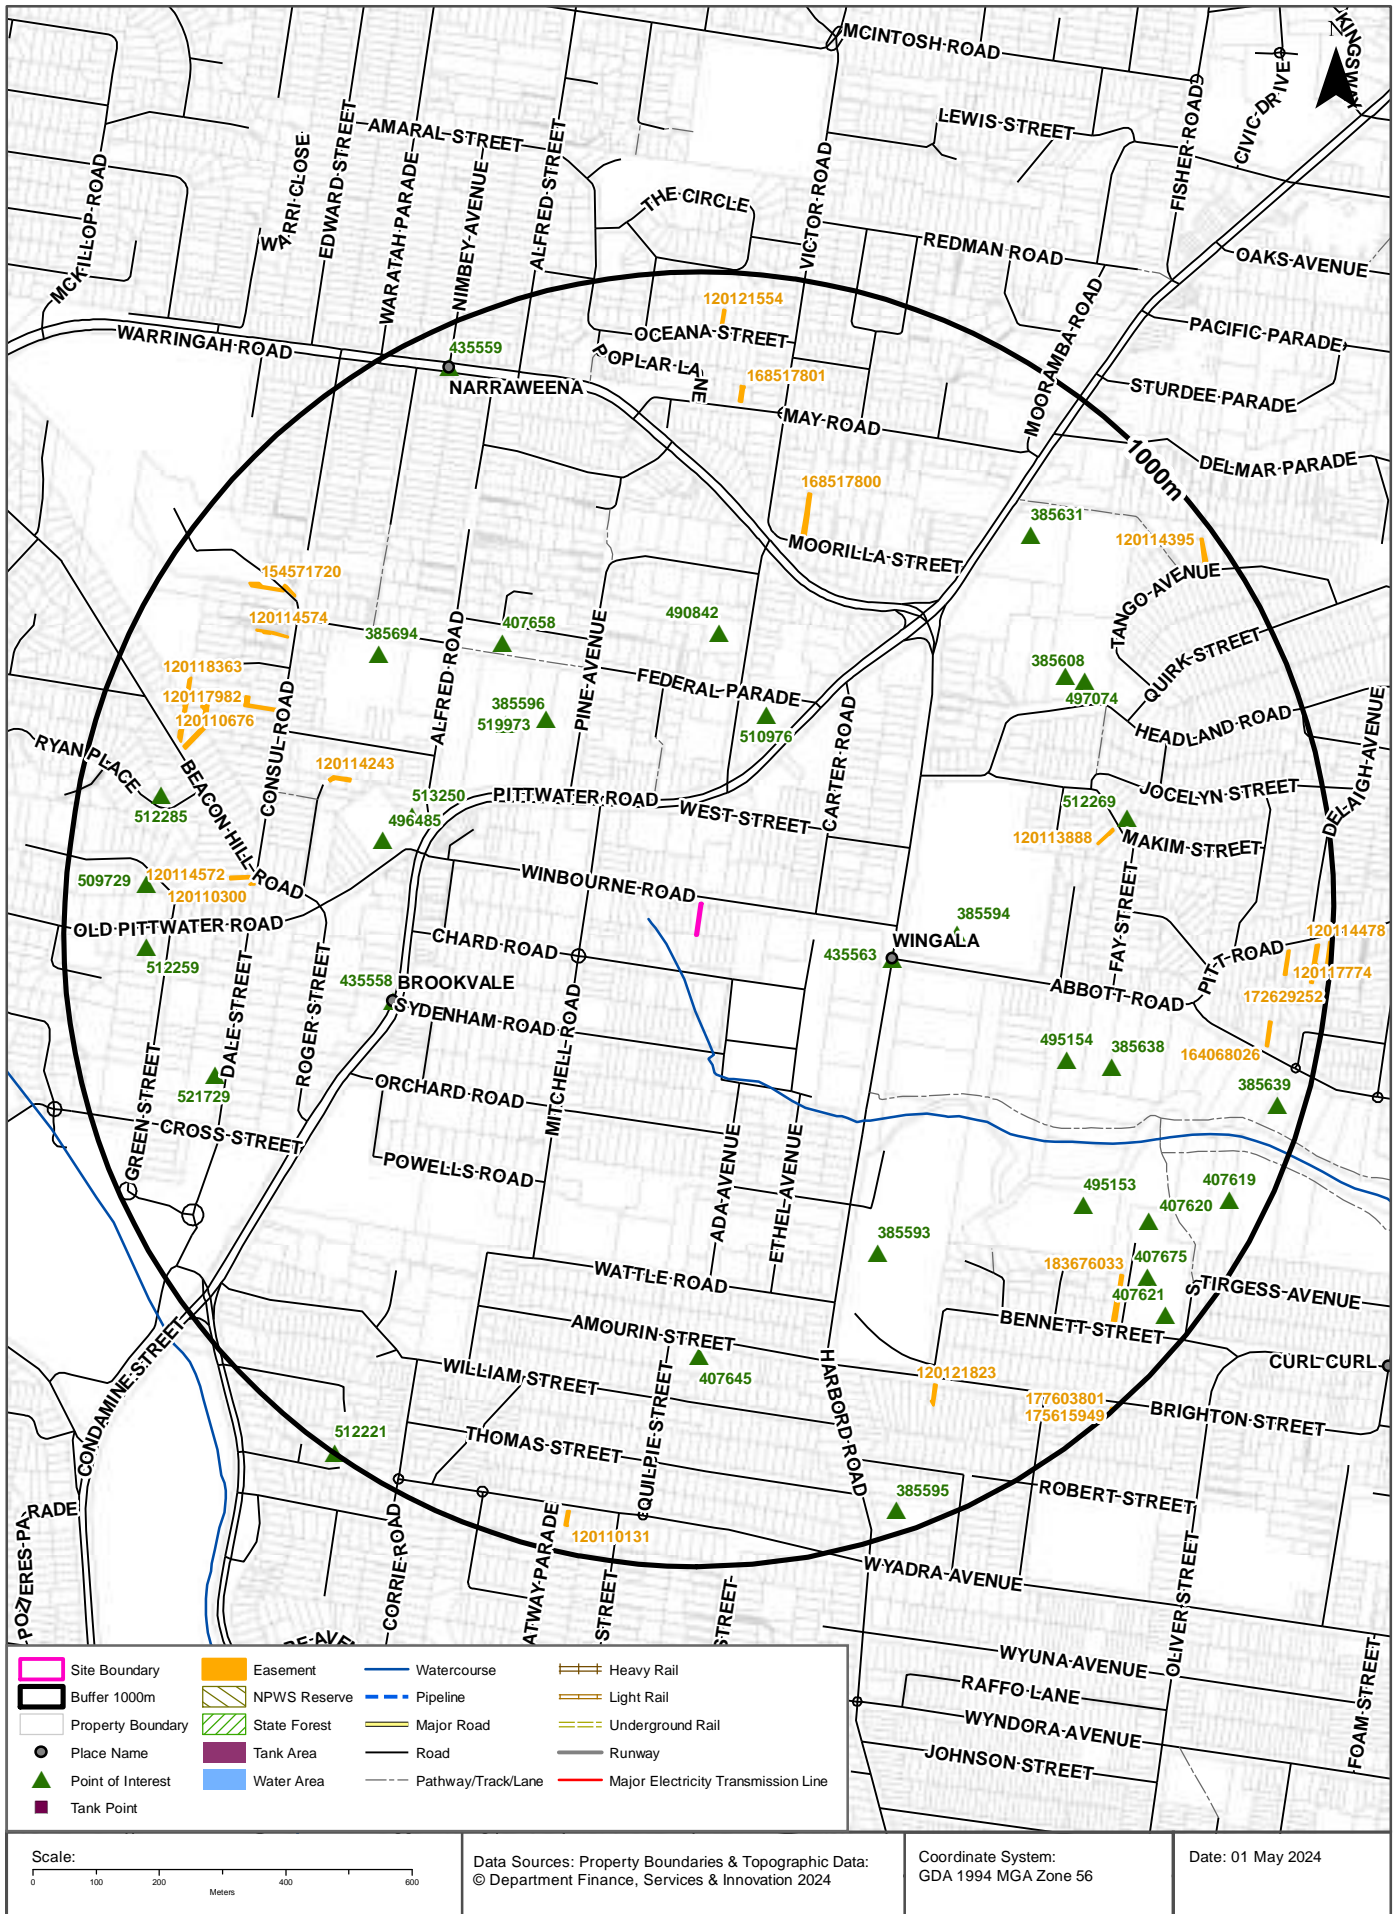 MCINTOSH ROAD
KINGSWAY
N
CIVIC DRIVE
FISHER ROAD
LEWIS STREET
AMARAL STREET
WARRI CLOSE
EDWARD STREET
WARATAH PARADE
NIMBEY AVENUE
ALFRED STREET
VICTOR ROAD
MCKILLOP ROAD
THE CIRCLE
REDMAN ROAD
OAKS AVENUE
120121554
OCEANA STREET
MOORAMBA ROAD
PACIFIC PARADE
WARRINGAH ROAD
435559
NARRAWEENA
POPLAR LANE
168517801
STURDEE PARADE
MAY ROAD
1000m
DELMAR PARADE
168517800
385631
120114395
MOORILLA STREET
154571720
TANGO AVENUE
120114574
385694
ALFRED ROAD
407658
PINE AVENUE
490842
QUIRK STREET
120118363
385608
497074
FEDERAL PARADE
120117982
120110676
385596
519973
510976
CARTER ROAD
HEADLAND ROAD
DELAIGH AVENUE
RYAN PLACE
CONSUL ROAD
BEACON HILL ROAD
120114243
512285
513250
496485
PITTWATER ROAD
WEST STREET
JOCELYN STREET
512269
120113888
MAKIM STREET
509729
120114572
120110300
WINBOURNE ROAD
FAY STREET
OLD PITTWATER ROAD
385594
WINGALA
435563
CHARD ROAD
120114478
PITT ROAD
120117774
172629252
512259
DALE STREET
ROGER STREET
435558
BROOKVALE
SYDENHAM ROAD
ABBOTT ROAD
MITCHELL ROAD
495154
385638
164068026
385639
521729
GREEN STREET
ORCHARD ROAD
CROSS STREET
POWELLS ROAD
ADA AVENUE
ETHEL AVENUE
495153
407620
407619
385593
WATTLE ROAD
183676033
407675
407621
STIRGESS AVENUE
BENNETT STREET
AMOURIN STREET
407645
WILLIAM STREET
CONDAMINE STREET
CURL CURL
HARBORD ROAD
120121823
177603801
175615949
BRIGHTON STREET
512221
THOMAS STREET
QUILPIE STREET
385595
ROBERT STREET
POZIERES PARADE
CORRIE ROAD
ATWAY PARADE
120110131
STREET
STREET
WYADRA AVENUE
OLIVER STREET
WYUNA AVENUE
RAFFO LANE
WYNDORA AVENUE
JOHNSON STREET
FOAM STREET
Site Boundary
Buffer 1000m
Property Boundary
Place Name
Point of Interest
Tank Point
Easement
NPWS Reserve
State Forest
Tank Area
Water Area
Watercourse
Pipeline
Major Road
Road
Pathway/Track/Lane
Heavy Rail
Light Rail
Underground Rail
Runway
Major Electricity Transmission Line
Scale:
0 100 200 400 600
Meters
Data Sources: Property Boundaries & Topographic Data:
© Department Finance, Services & Innovation 2024
Coordinate System:
GDA 1994 MGA Zone 56
Date: 01 May 2024